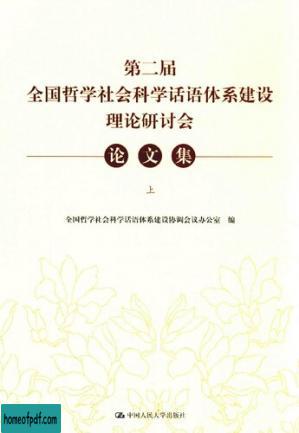 第二届
全国哲学社会科学话语体系建设
理论研讨会
论文集
上
全国哲学社会科学话语体系建设协调会议办公室 编
中国人民大学出版社
homeofpdf.com